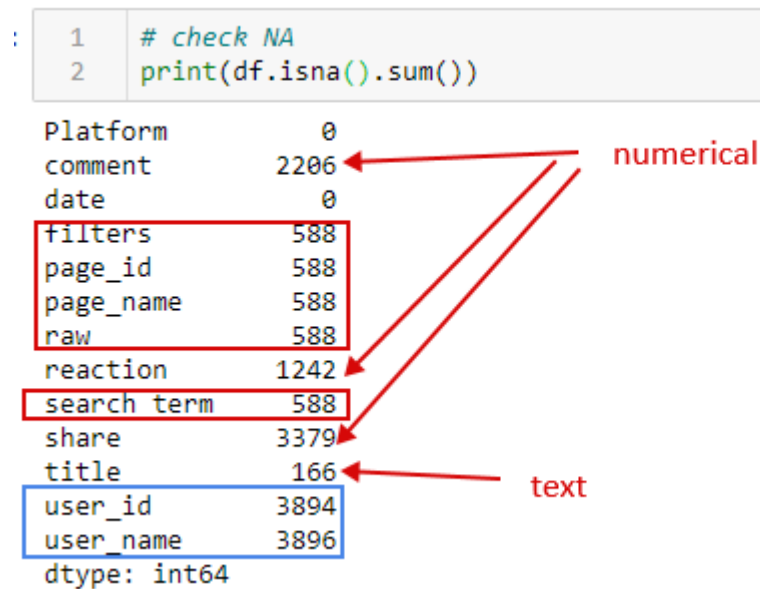 1 # check NA
2 print(df.isna().sum())
Platform 0
comment 2206
numerical
date 0
filters 588
page_id 588
page_name 588
raw 588
reaction 1242
search term 588
share 3379
title 166
text
user_id 3894
user_name 3896
dtype: int64